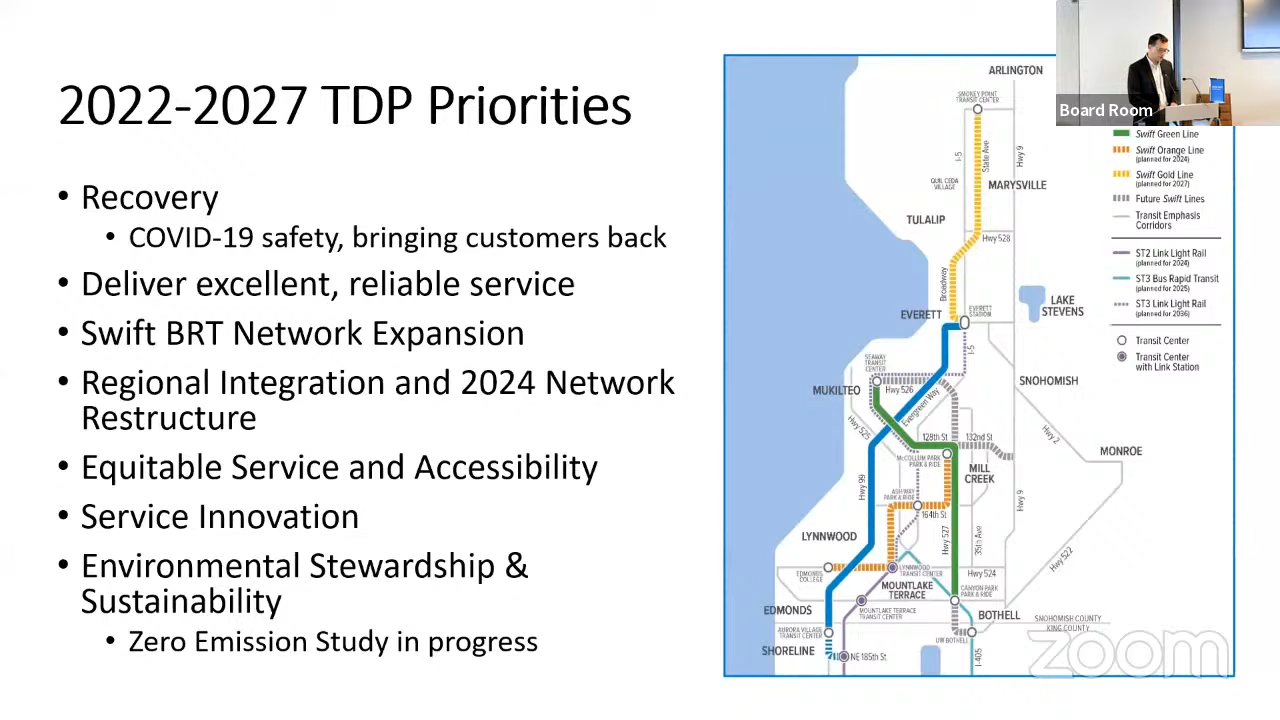 2022-2027 TDP Priorities
• Recovery
• COVID-19 safety, bringing customers back
• Deliver excellent, reliable service
• Swift BRT Network Expansion
• Regional Integration and 2024 Network
Restructure
• Equitable Service and Accessibility
• Service Innovation
• Environmental Stewardship &
Sustainability
• Zero Emission Study in progress
Board Room
ARLINGTON
SMOKEY POINT
TRANSIT CENTER
I-5
State Ave
Hwy 9
QUIL CEDA
VILLAGE
MARYSVILLE
TULALIP
Hwy 528
Broadway
EVERETT
EVERETT
STATION
LAKE
STEVENS
I-5
SEAWAY
TRANSIT
CENTER
MUKILTEO
Hwy 526
Evergreen Way
SNOHOMISH
Hwy 525
128th St
132nd St
Hwy 2
McCOLLUM PARK
PARK & RIDE
MILL
CREEK
MONROE
Hwy 99
ASH WAY
PARK & RIDE
164th St
Hwy 9
Hwy 527
35th Ave
LYNNWOOD
Hwy 522
EDMONDS
COLLEGE
LYNNWOOD
TRANSIT CENTER
Hwy 524
MOUNTLAKE
TERRACE
CANYON PARK
PARK & RIDE
EDMONDS
MOUNTLAKE TERRACE
TRANSIT CENTER
BOTHELL
SNOHOMISH COUNTY
KING COUNTY
AURORA VILLAGE
TRANSIT CENTER
UW BOTHELL
SHORELINE
NE 185th St
I-405
Swift Green Line
Swift Orange Line
(planned for 2024)
Swift Gold Line
(planned for 2027)
Future Swift Lines
Transit Emphasis
Corridors
ST2 Link Light Rail
(planned for 2024)
ST3 Bus Rapid Transit
(planned for 2025)
ST3 Link Light Rail
(planned for 2036)
Transit Center
Transit Center
with Link Station
zoom